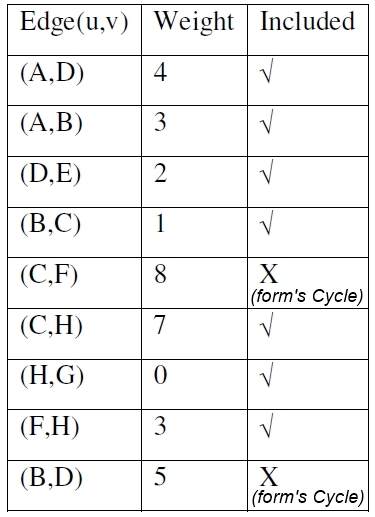 Edge(u,v) Weight Included
(A,D) 4 √
(A,B) 3 √
(D,E) 2 √
(B,C) 1 √
(C,F) 8 X
(form's Cycle)
(C,H) 7 √
(H,G) 0 √
(F,H) 3 √
(B,D) 5 X
(form's Cycle)